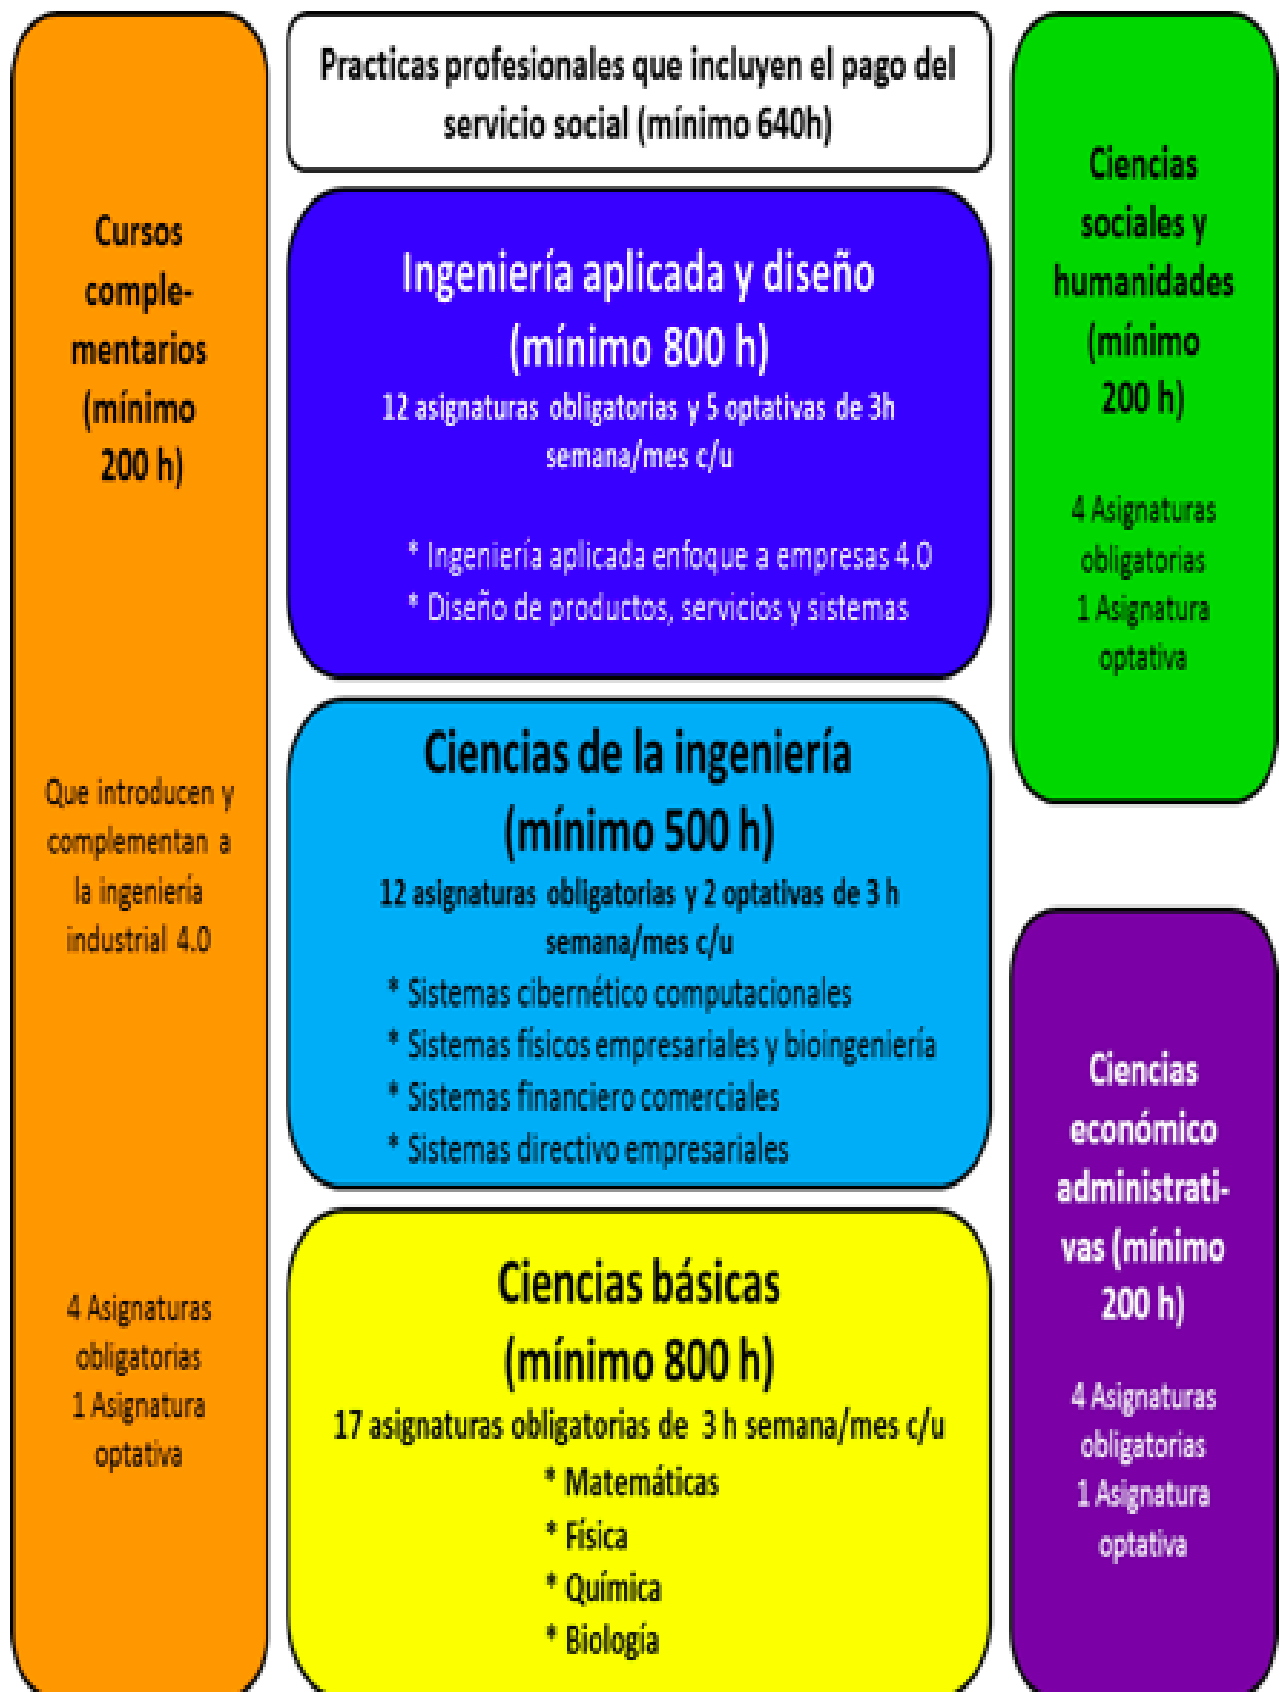 Cursos
comple-
mentarios
(mínimo
200 h)
Que introducen y
complementan a
la ingeniería
industrial 4.0
4 Asignaturas
obligatorias
1 Asignatura
optativa
Practicas profesionales que incluyen el pago del
servicio social (mínimo 640h)
Ingeniería aplicada y diseño
(mínimo 800 h)
12 asignaturas obligatorias y 5 optativas de 3h
semana/mes c/u
* Ingeniería aplicada enfoque a empresas 4.0
* Diseño de productos, servicios y sistemas
Ciencias de la ingeniería
(mínimo 500 h)
12 asignaturas obligatorias y 2 optativas de 3 h
semana/mes c/u
* Sistemas cibernético computacionales
* Sistemas físicos empresariales y bioingeniería
* Sistemas financiero comerciales
* Sistemas directivo empresariales
Ciencias básicas
(mínimo 800 h)
17 asignaturas obligatorias de 3 h semana/mes c/u
* Matemáticas
* Física
* Química
* Biología
Ciencias
sociales y
humanidades
(mínimo
200 h)
4 Asignaturas
obligatorias
1 Asignatura
optativa
Ciencias
económico
administrati-
vas (mínimo
200 h)
4 Asignaturas
obligatorias
1 Asignatura
optativa